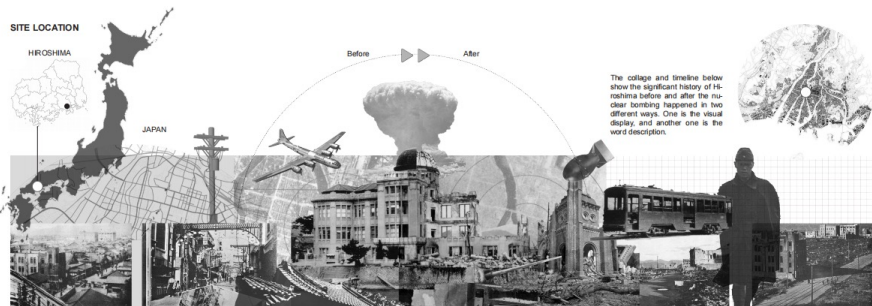 SITE LOCATION
HIROSHIMA
JAPAN
Before
After
The collage and timeline below
show the significant history of Hi-
roshima before and after the nu-
clear bombing happened in two
different ways. One is the visual
display, and another one is the
word description.